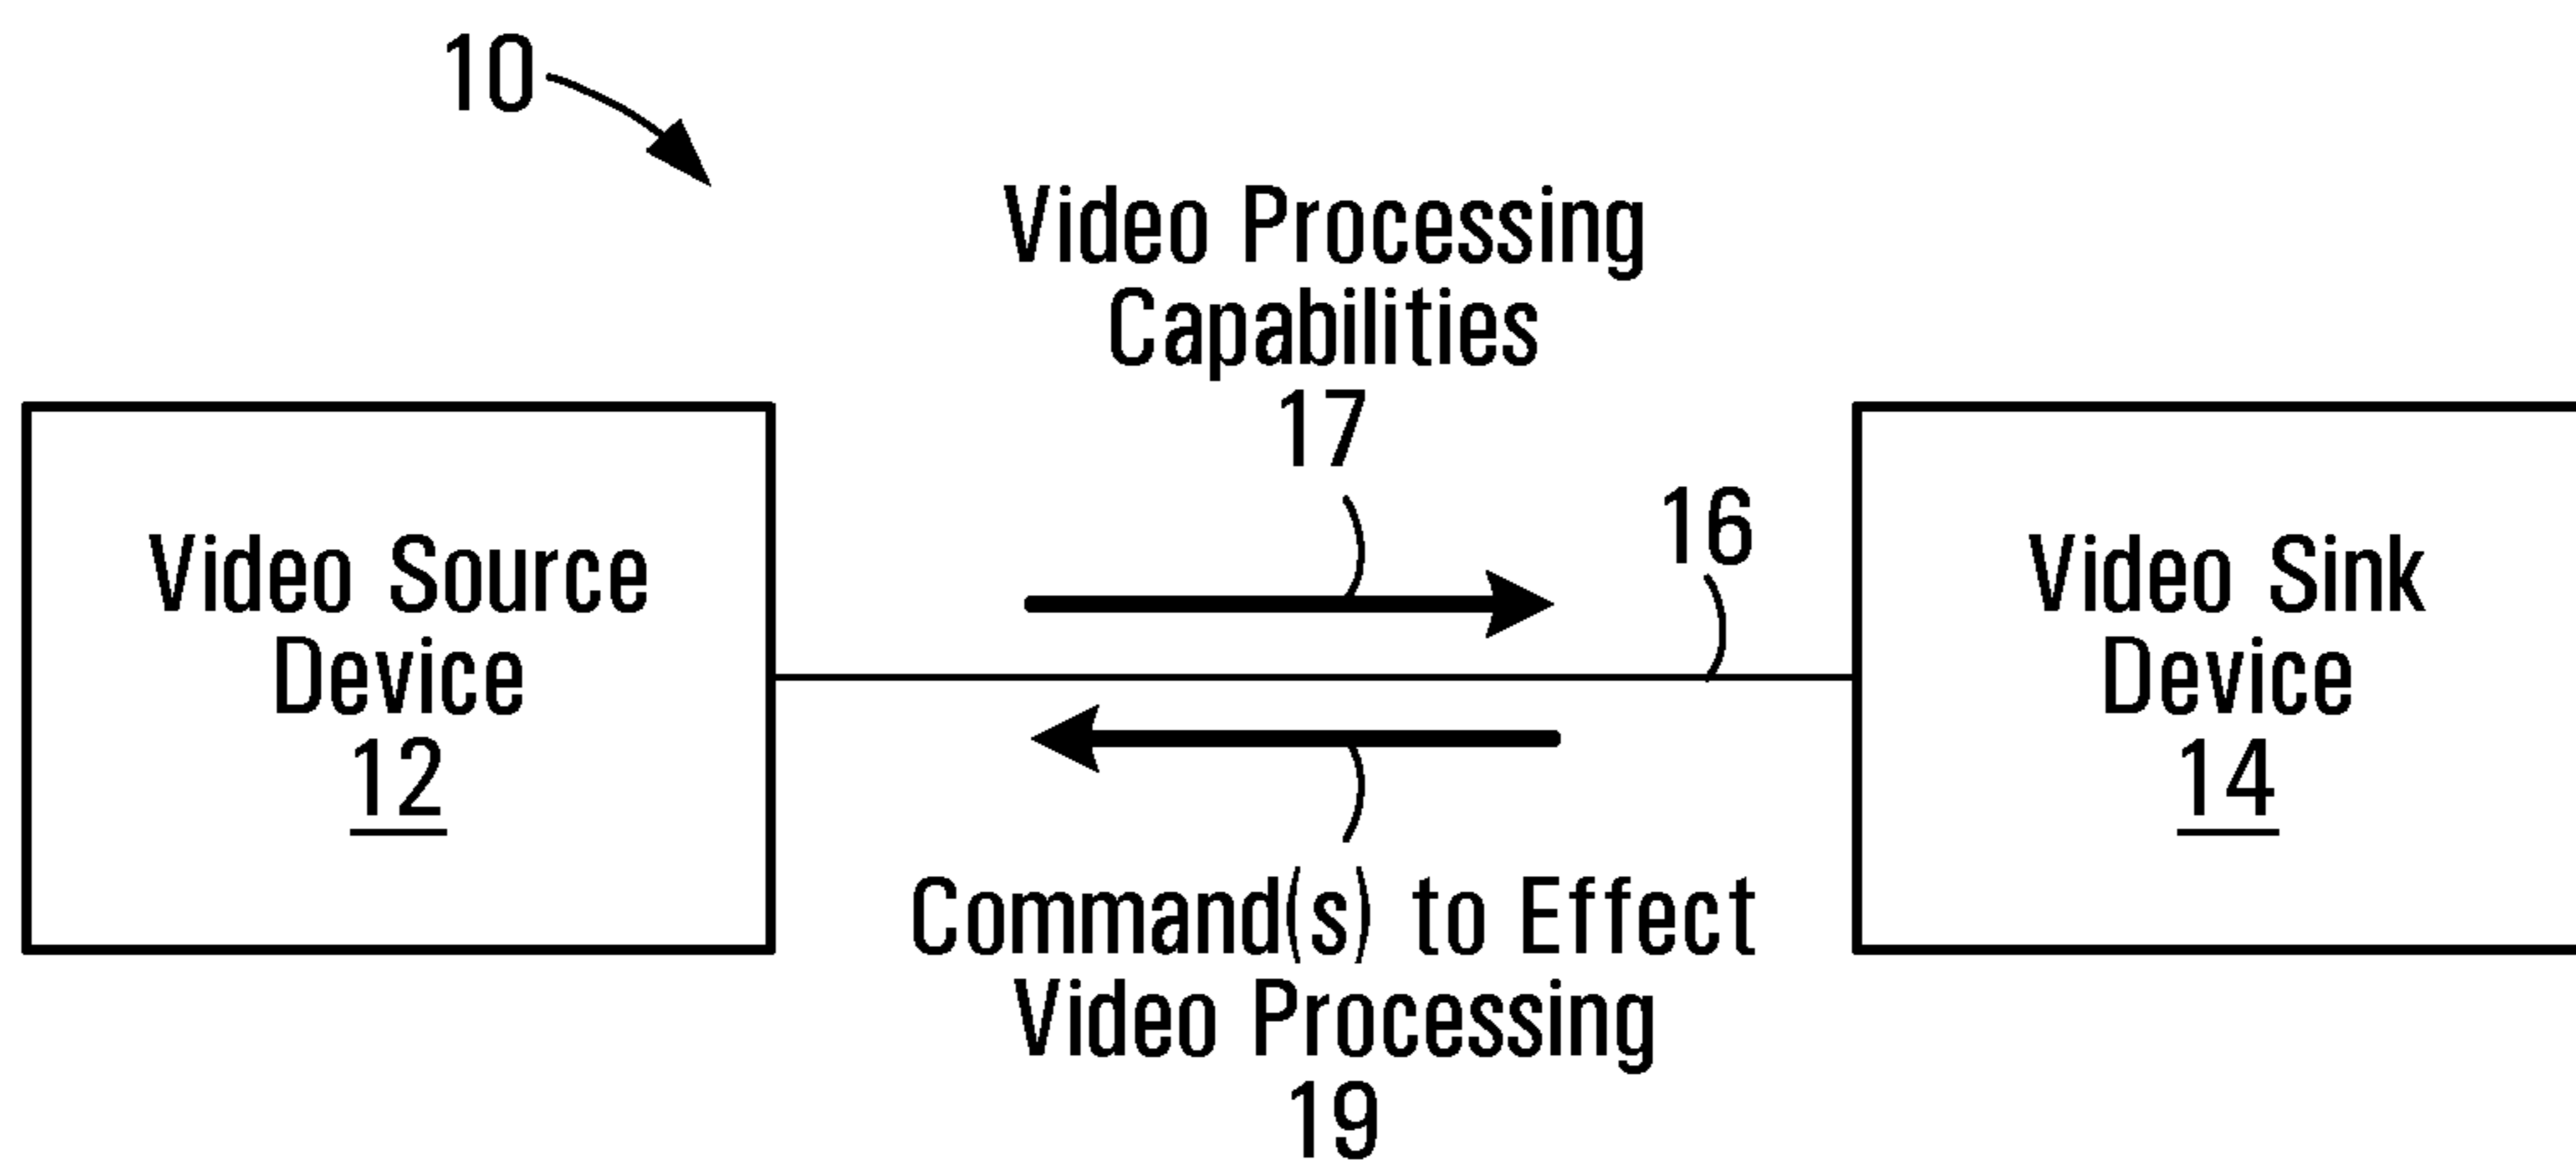 10
Video Processing
Capabilities
17
16
Video Source
Device
12
Video Sink
Device
14
Command(s) to Effect
Video Processing
19